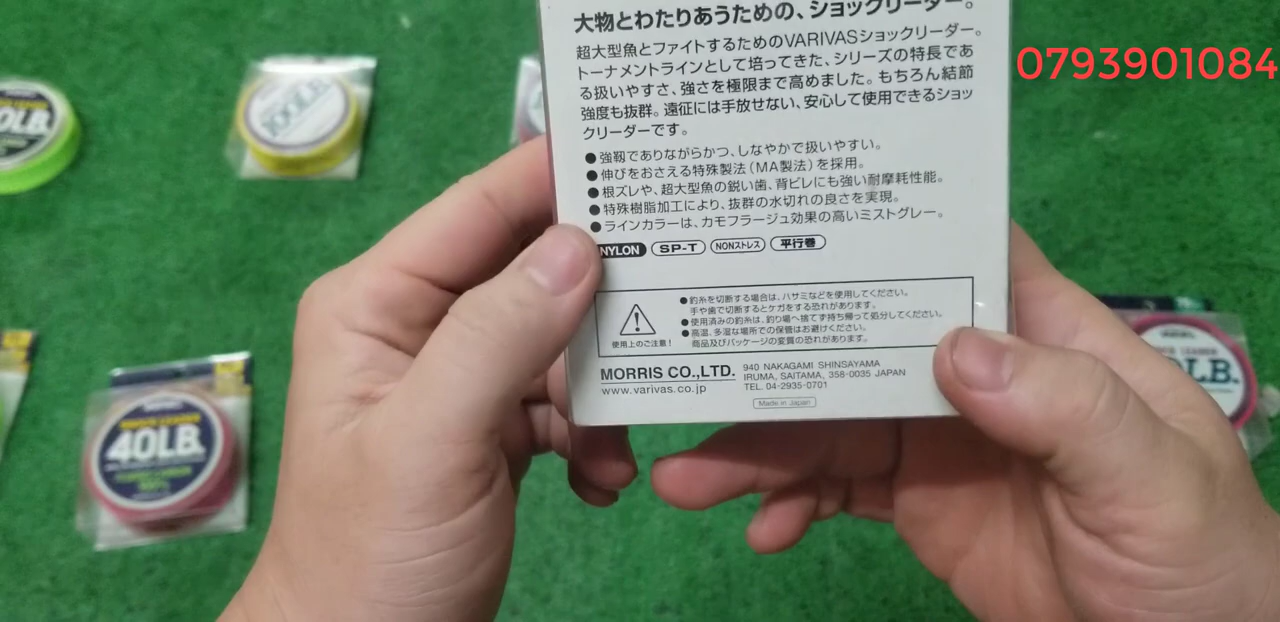 大物とわたりあうための、ショックリーダー。
0793901084
超大型魚とファイトするためのVARIVASショックリーダー。
トーナメントラインとして培ってきた、シリーズの特長であ
る扱いやすさ、強さを極限まで高めました。もちろん結節
強度も抜群。遠征には手放せない、安心して使用できるショッ
クリーダーです。
●強靱でありながらかつ、しなやかで扱いやすい。
●伸びをおさえる特殊製法（MA製法）を採用。
●根ズレや、超大型魚の鋭い歯、背ビレにも強い耐摩耗性能。
●特殊樹脂加工により、抜群の水切れの良さを実現。
●ラインカラーは、カモフラージュ効果の高いミストグレー。
NYLON SP-T NONストレス 平行巻
●釣糸を切断する場合は、ハサミなどを使用してください。
手や歯で切断するとケガをする恐れがあります。
●使用済みの釣糸は、釣り場へ捨てず持ち帰って処分してください。
●高温、多湿な場所での保管はお避けください。
商品及びパッケージの変質の恐れがあります。
使用上のご注意!
MORRIS CO.,LTD.
www.varivas.co.jp
940 NAKAGAMI SHINSAYAMA
IRUMA, SAITAMA, 358-0035 JAPAN
TEL. 04-2935-0701
Made in Japan
0LB.
100LB
40LB.
LEADER
0LB.